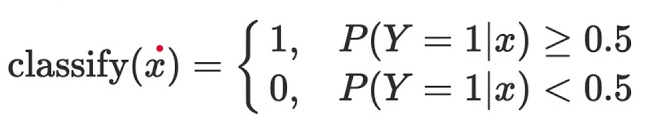 classify(x) = { 1, P(Y = 1|x) ≥ 0.5
0, P(Y = 1|x) < 0.5